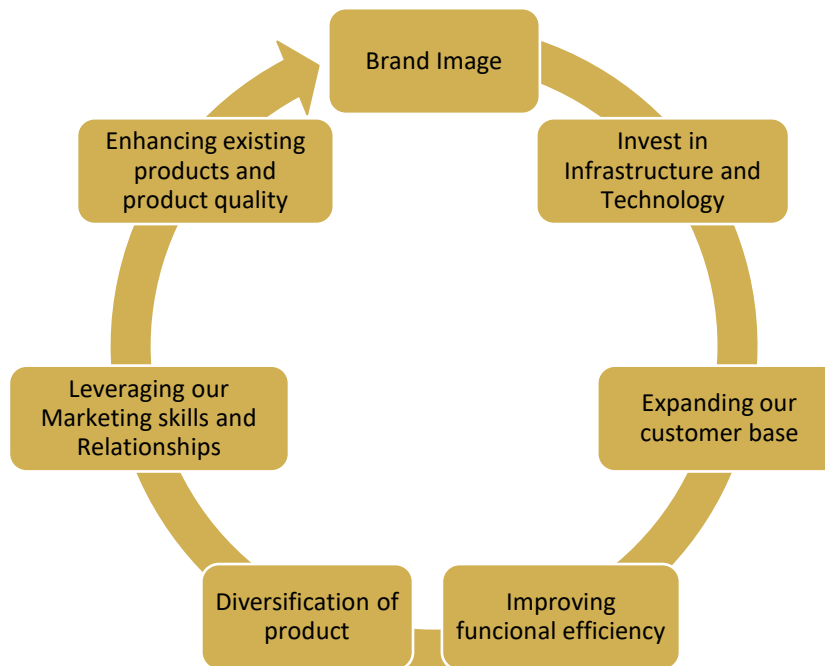 Brand Image
Invest in
Infrastructure and
Technology
Expanding our
customer base
Improving
funcional efficiency
Diversification of
product
Leveraging our
Marketing skills and
Relationships
Enhancing existing
products and
product quality